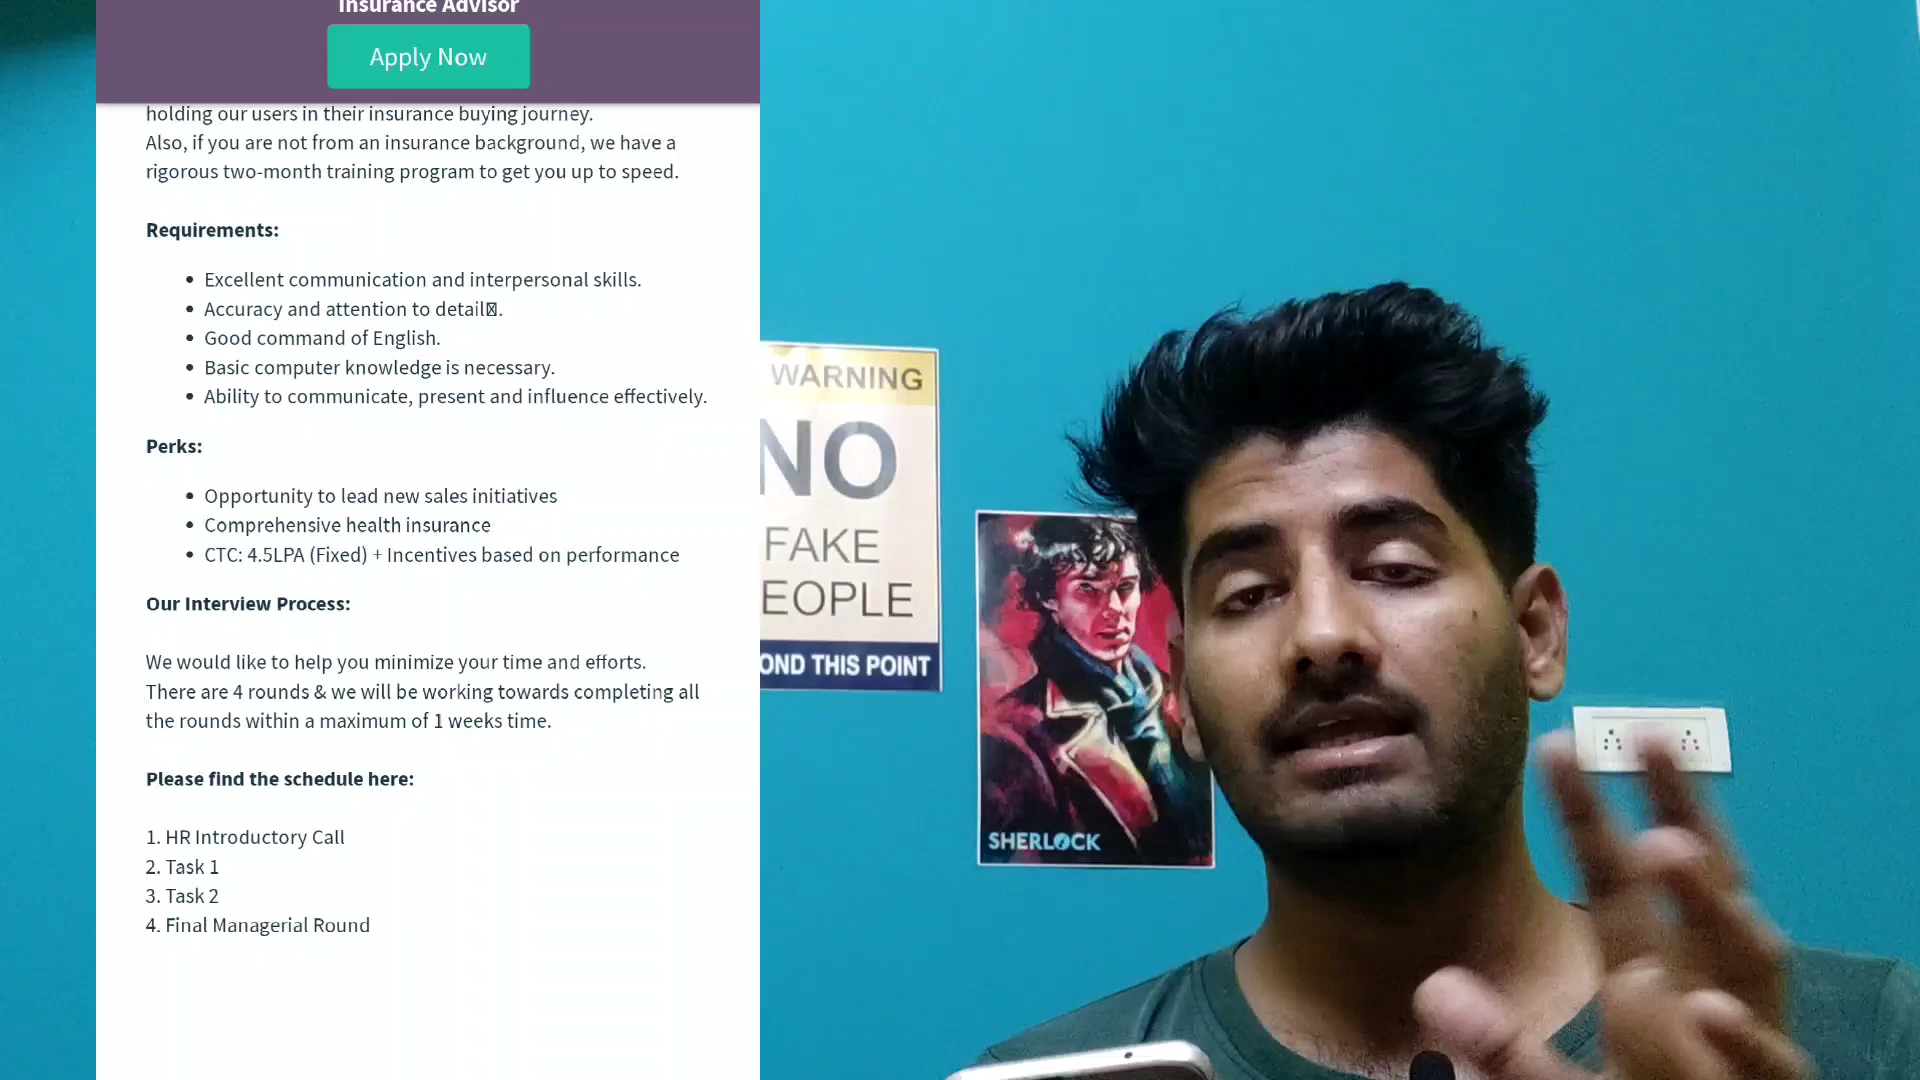 Insurance Advisor
Apply Now
holding our users in their insurance buying journey.
Also, if you are not from an insurance background, we have a
rigorous two-month training program to get you up to speed.
Requirements:
• Excellent communication and interpersonal skills.
• Accuracy and attention to detail.
• Good command of English.
• Basic computer knowledge is necessary.
• Ability to communicate, present and influence effectively.
Perks:
• Opportunity to lead new sales initiatives
• Comprehensive health insurance
• CTC: 4.5LPA (Fixed) + Incentives based on performance
Our Interview Process:
We would like to help you minimize your time and efforts.
There are 4 rounds & we will be working towards completing all
the rounds within a maximum of 1 weeks time.
Please find the schedule here:
1. HR Introductory Call
2. Task 1
3. Task 2
4. Final Managerial Round
WARNING
NO
FAKE
EOPLE
OND THIS POINT
SHERLOCK